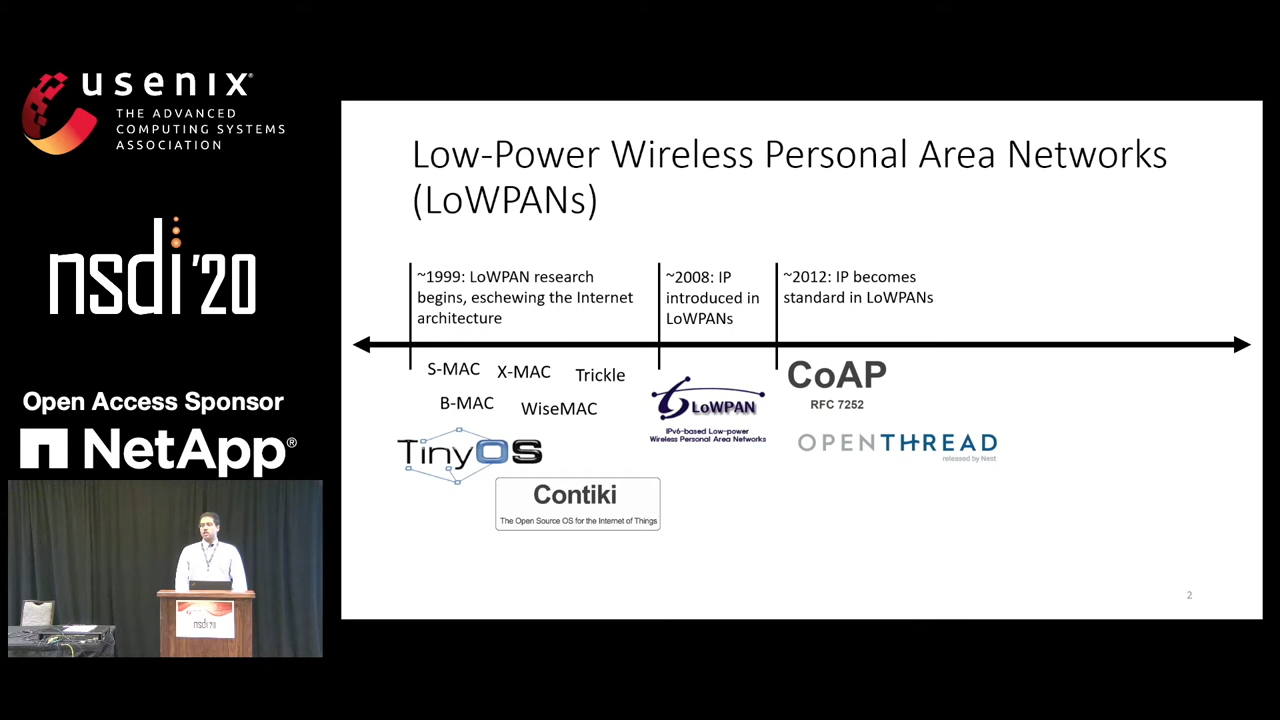 usenix®
THE ADVANCED
COMPUTING SYSTEMS
ASSOCIATION
nsdi '20
Open Access Sponsor
NetApp®
nsdi '20
Low-Power Wireless Personal Area Networks
(LoWPANs)
~1999: LoWPAN research
begins, eschewing the Internet
architecture
~2008: IP
introduced in
LoWPANs
~2012: IP becomes
standard in LoWPANs
S-MAC
X-MAC
Trickle
B-MAC
WiseMAC
TinyOS
Contiki
The Open Source OS for the Internet of Things
6LoWPAN
IPv6-based Low-power
Wireless Personal Area Networks
CoAP
RFC 7252
OPENTHREAD
released by Nest
2